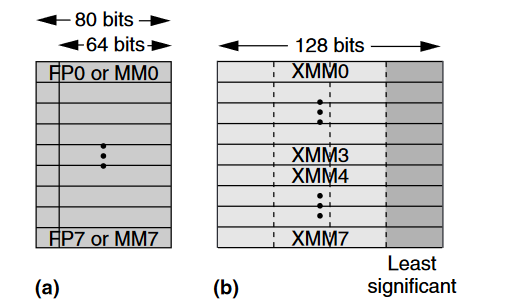 80 bits
64 bits
FP0 or MM0
FP7 or MM7
(a)
128 bits
XMM0
XMM3
XMM4
XMM7
(b)
Least
significant